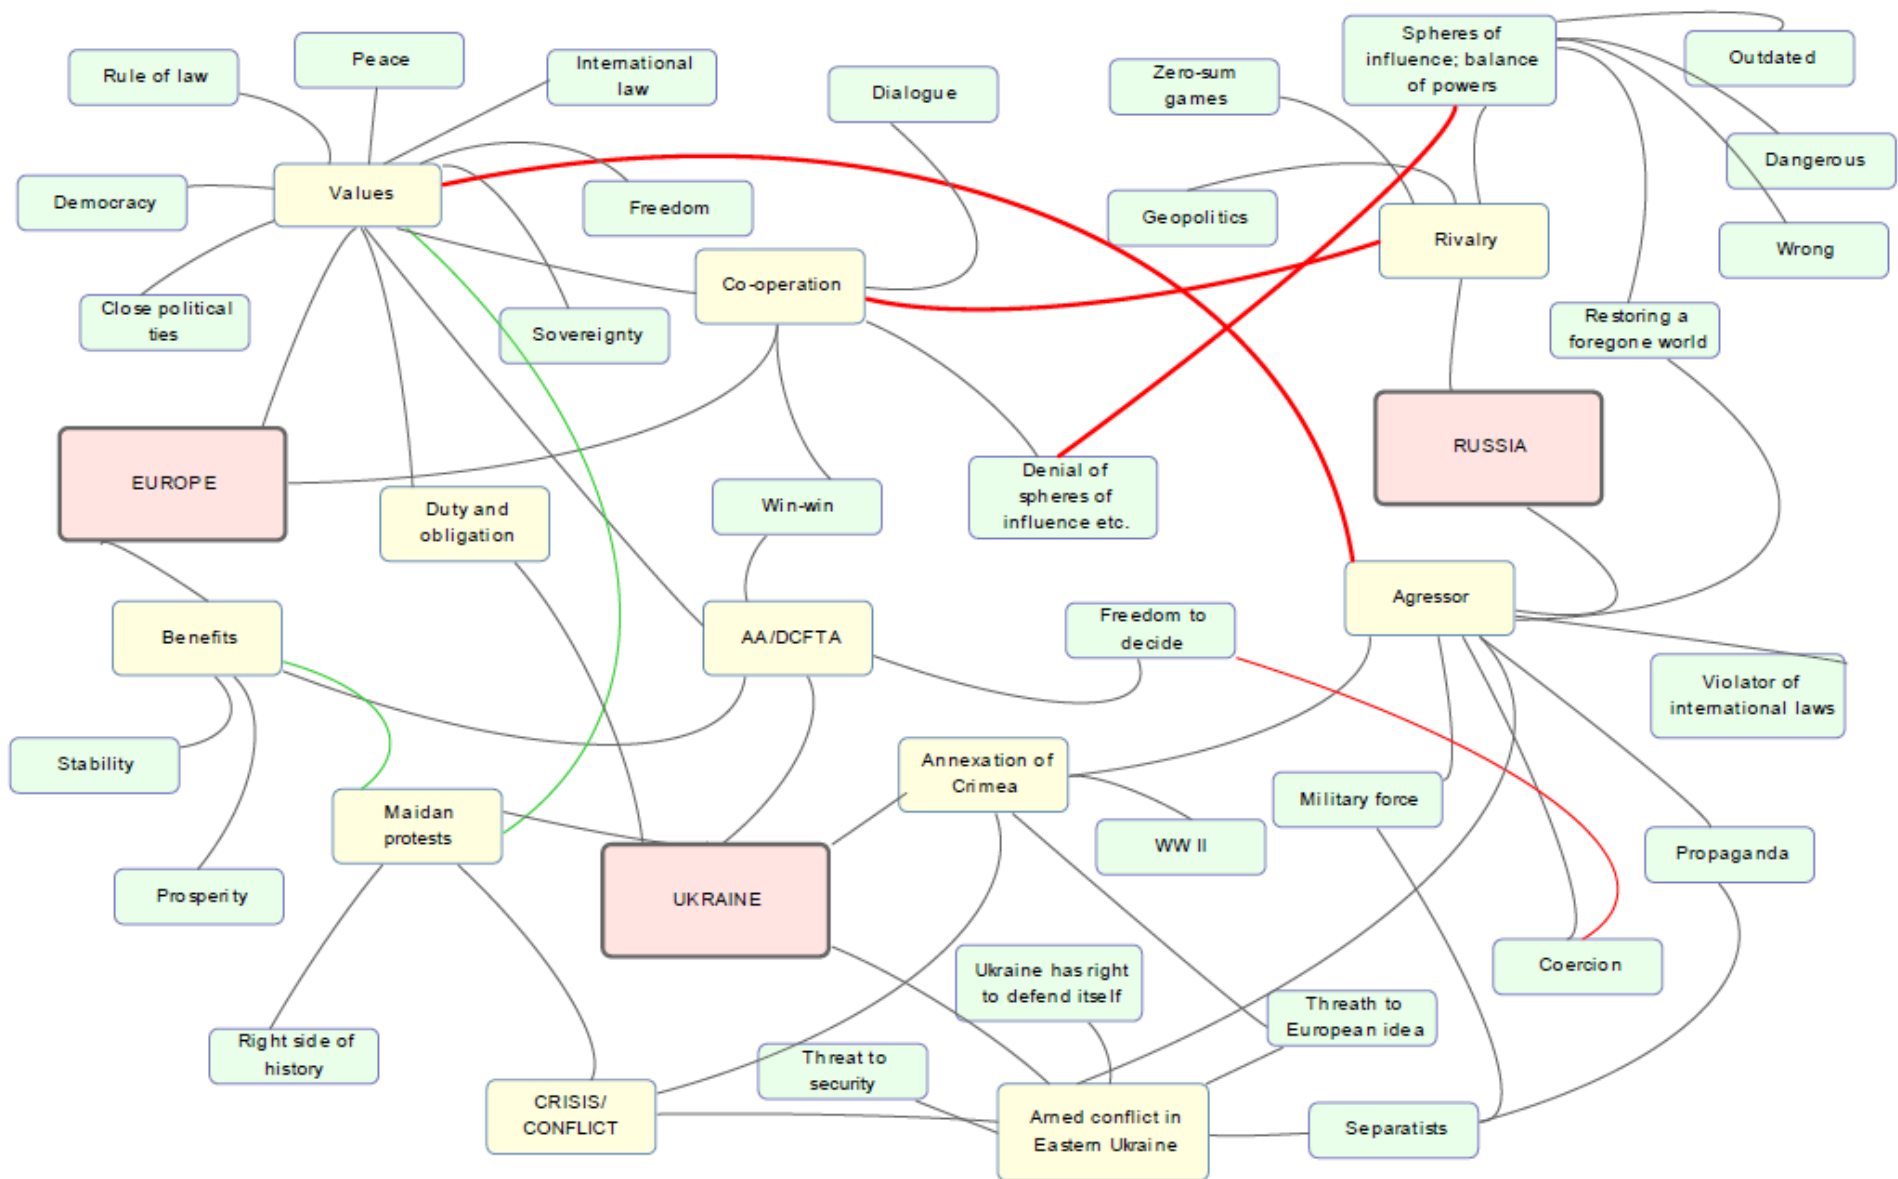 Spheres of
influence; balance
of powers
Peace
International
law
Rule of law
Dialogue
Zero-sum
games
Outdated
Dangerous
Values
Democracy
Freedom
Geopolitics
Rivalry
Wrong
Co-operation
Close political
ties
Sovereignty
Restoring a
foregone world
RUSSIA
EUROPE
Duty and
obligation
Win-win
Denial of
spheres of
influence etc.
Agressor
Benefits
AA/DCFTA
Freedom to
decide
Violator of
international laws
Stability
Annexation of
Crimea
Military force
Maidan
protests
WW II
Propaganda
Prosperity
UKRAINE
Coercion
Ukraine has right
to defend itself
Threath to
European idea
Right side of
history
Threat to
security
CRISIS/
CONFLICT
Arned conflict in
Eastern Ukraine
Separatists